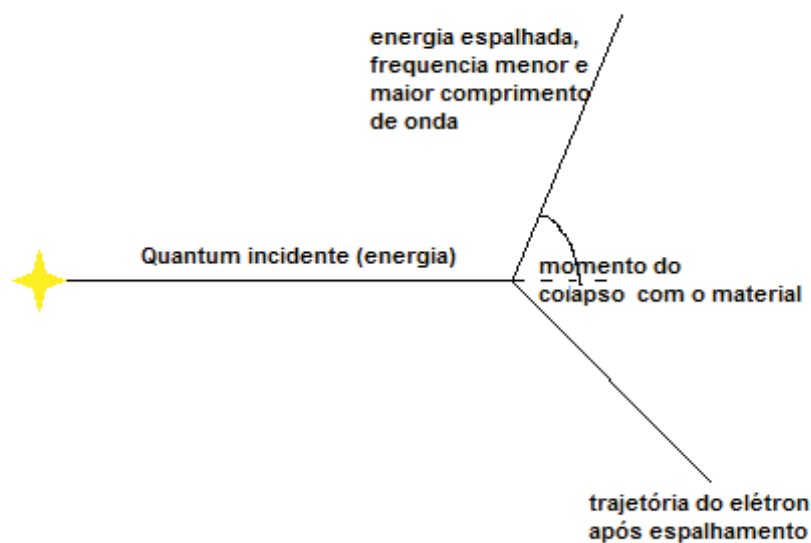 energia espalhada,
frequencia menor e
maior comprimento
de onda
Quantum incidente (energia)
momento do
colapso com o material
trajetória do elétron
após espalhamento